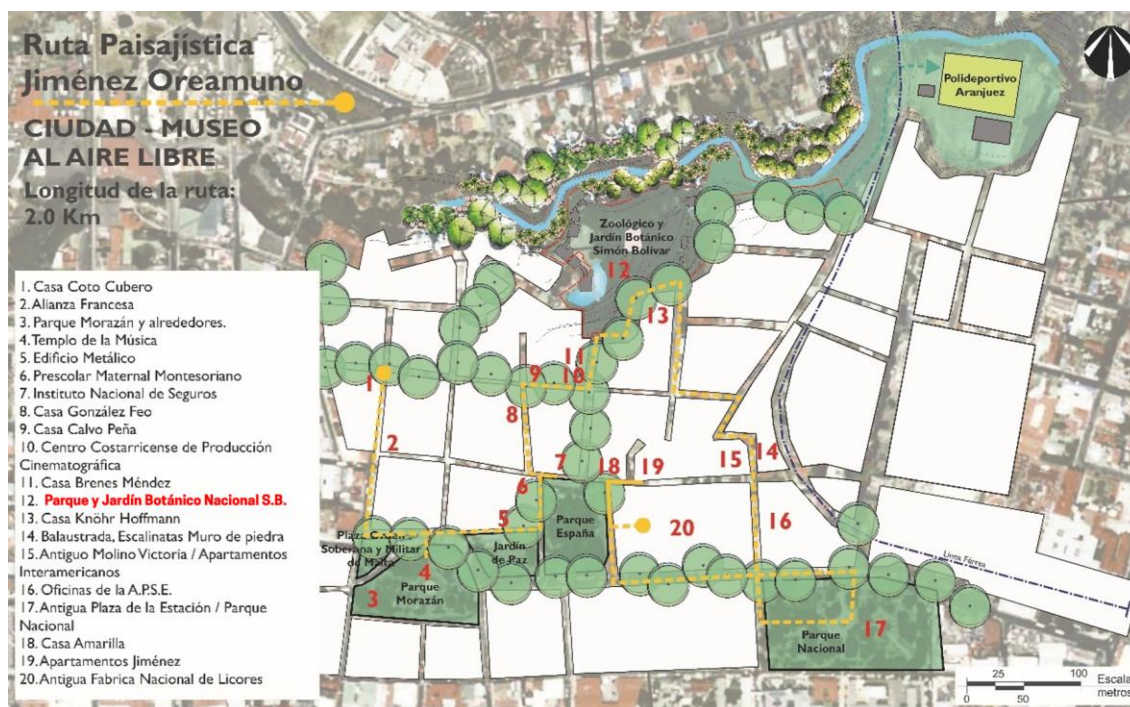 Ruta Paisajística
Jiménez Oreamuno
CIUDAD - MUSEO
AL AIRE LIBRE
Longitud de la ruta:
2.0 Km
1. Casa Coto Cubero
2. Alianza Francesa
3. Parque Morazán y alrededores.
4. Templo de la Música
5. Edificio Metálico
6. Prescolar Maternal Montesoriano
7. Instituto Nacional de Seguros
8. Casa González Feo
9. Casa Calvo Peña
10. Centro Costarricense de Producción
Cinematográfica
11. Casa Brenes Méndez
12. Parque y Jardín Botánico Nacional S.B.
13. Casa Knöhr Hoffmann
14. Balaustrada, Escalinatas Muro de piedra
15. Antiguo Molino Victoria / Apartamentos
Interamericanos
16. Oficinas de la A.P.S.E.
17. Antigua Plaza de la Estación / Parque
Nacional
18. Casa Amarilla
19. Apartamentos Jiménez
20. Antigua Fabrica Nacional de Licores
Polideportivo
Aranjuez
Zoológico y
Jardín Botánico
Simón Bolívar
12
13
11
10
9
1
8
2
7
18
19
15
14
6
5
Parque
España
20
16
Plaza
Soberana y Militar
de Malta
Jardín
de Paz
4
Parque
Morazán
3
Línea Férrea
Parque
Nacional
17
25
100
0
50
Escala
metros